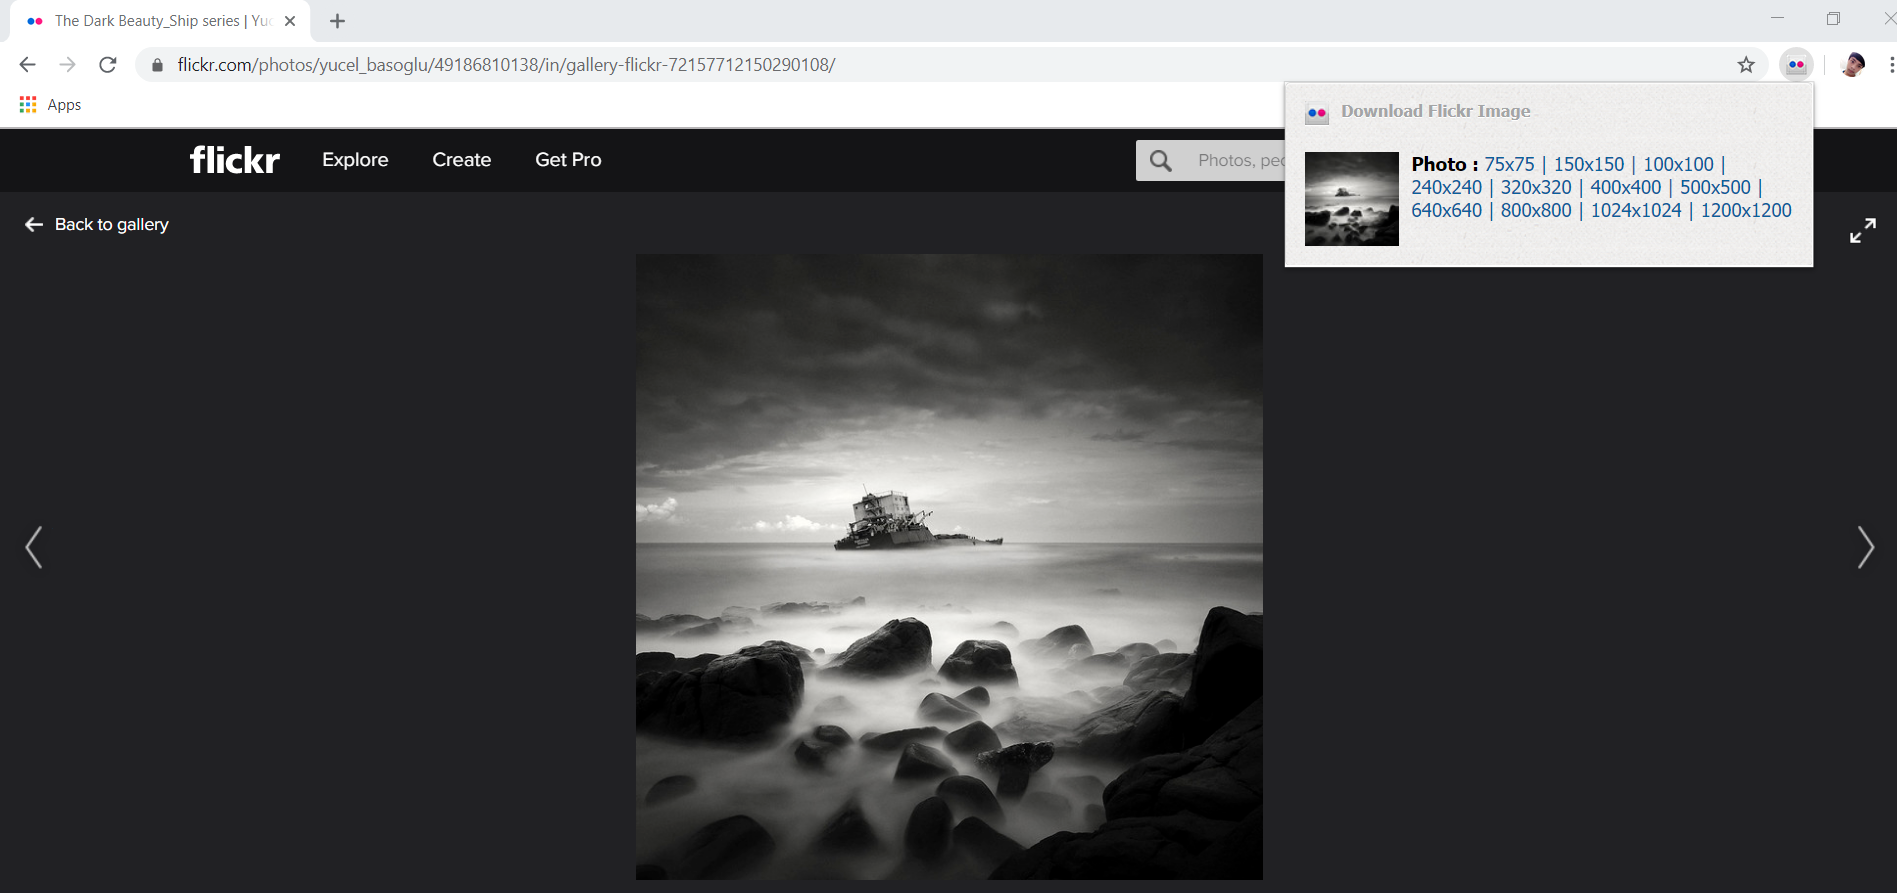 The Dark Beauty_Ship series | Yuc
flickr.com/photos/yucel_basoglu/49186810138/in/gallery-flickr-72157712150290108/
Apps
Download Flickr Image
Photo : 75x75 | 150x150 | 100x100 |
240x240 | 320x320 | 400x400 | 500x500 |
640x640 | 800x800 | 1024x1024 | 1200x1200
flickr Explore Create Get Pro Photos, pec
Back to gallery